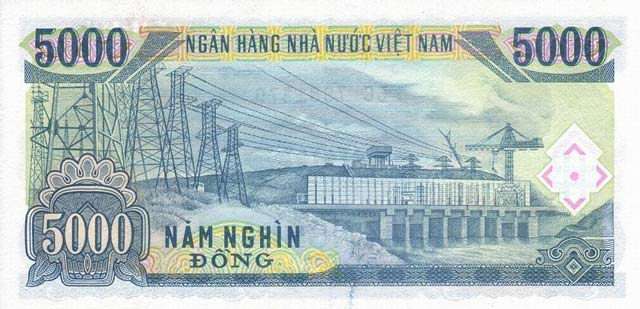 5000 NGÂN HÀNG NHÀ NƯỚC VIỆT NAM 5000
5000
NĂM NGHÌN
ĐỒNG